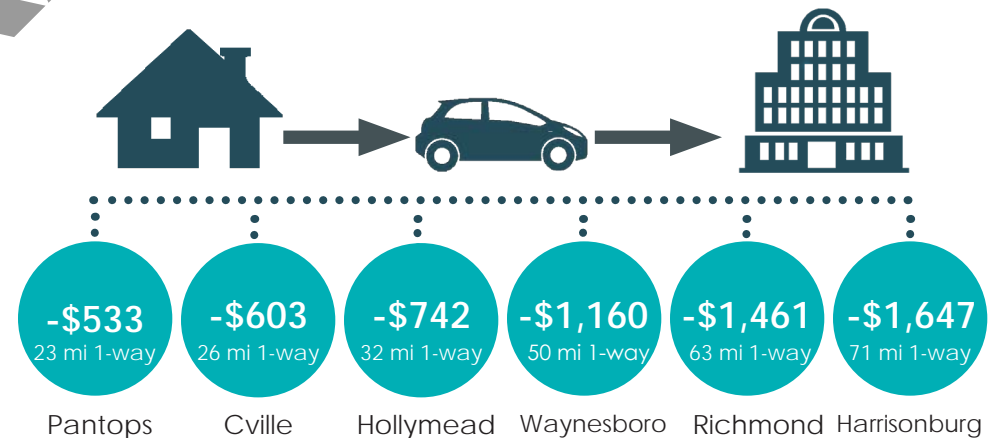 -$533
23 mi 1-way
Pantops
-$603
26 mi 1-way
Cville
-$742
32 mi 1-way
Hollymead
-$1,160
50 mi 1-way
Waynesboro
-$1,461
63 mi 1-way
Richmond
-$1,647
71 mi 1-way
Harrisonburg